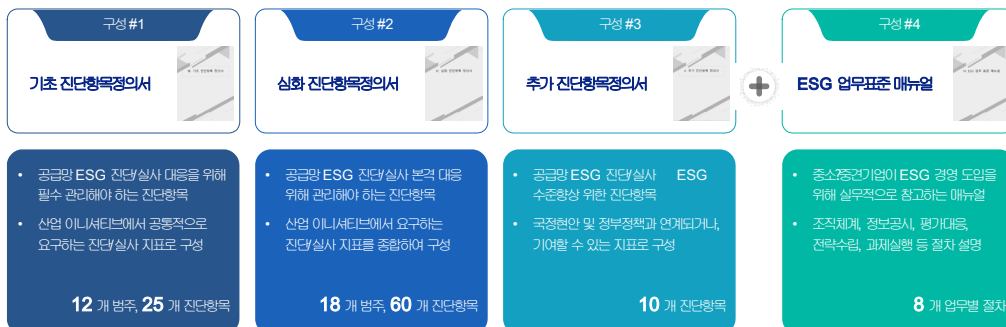 구성 #1
기초 진단항목정의서
• 공급망 ESG 진단/실사 대응을 위해
필수 관리해야 하는 진단항목
• 산업 이니셔티브에서 공통적으로
요구하는 진단/실사 지표로 구성
12 개 범주, 25 개 진단항목
구성 #2
심화 진단항목정의서
• 공급망 ESG 진단/실사 본격 대응
위해 관리해야 하는 진단항목
• 산업 이니셔티브에서 요구하는
진단/실사 지표를 종합하여 구성
18 개 범주, 60 개 진단항목
구성 #3
추가 진단항목정의서
• 공급망 ESG 진단/실사 ESG
수준향상 위한 진단항목
• 국정현안 및 정부정책과 연계되거나,
기여할 수 있는 지표로 구성
10 개 진단항목
구성 #4
ESG 업무표준 매뉴얼
• 중소?중견기업이 ESG 경영 도입을
위해 실무적으로 참고하는 매뉴얼
• 조직체계, 정보공시, 평가대응,
전략수립, 과제실행 등 절차 설명
8 개 업무별 절차